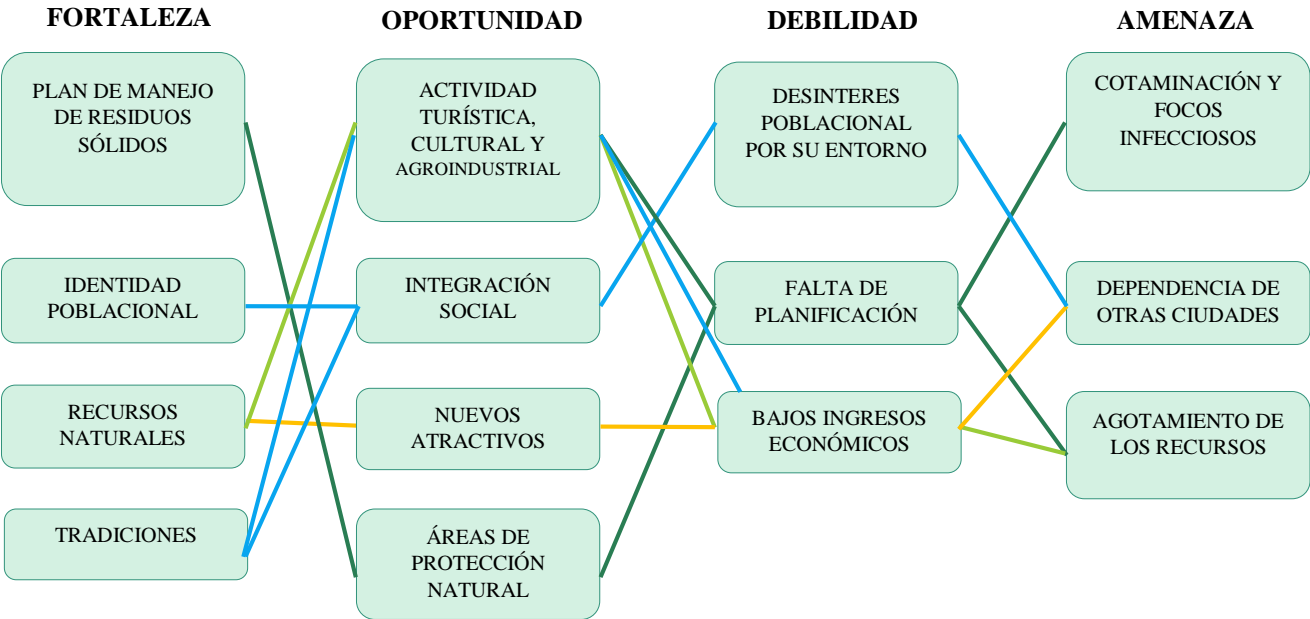 FORTALEZA
OPORTUNIDAD
DEBILIDAD
AMENAZA
PLAN DE MANEJO
DE RESIDUOS
SÓLIDOS
IDENTIDAD
POBLACIONAL
RECURSOS
NATURALES
TRADICIONES
ACTIVIDAD
TURÍSTICA,
CULTURAL Y
AGROINDUSTRIAL
INTEGRACIÓN
SOCIAL
NUEVOS
ATRACTIVOS
ÁREAS DE
PROTECCIÓN
NATURAL
DESINTERES
POBLACIONAL
POR SU ENTORNO
FALTA DE
PLANIFICACIÓN
BAJOS INGRESOS
ECONÓMICOS
COTAMINACIÓN Y
FOCOS
INFECCIOSOS
DEPENDENCIA DE
OTRAS CIUDADES
AGOTAMIENTO DE
LOS RECURSOS